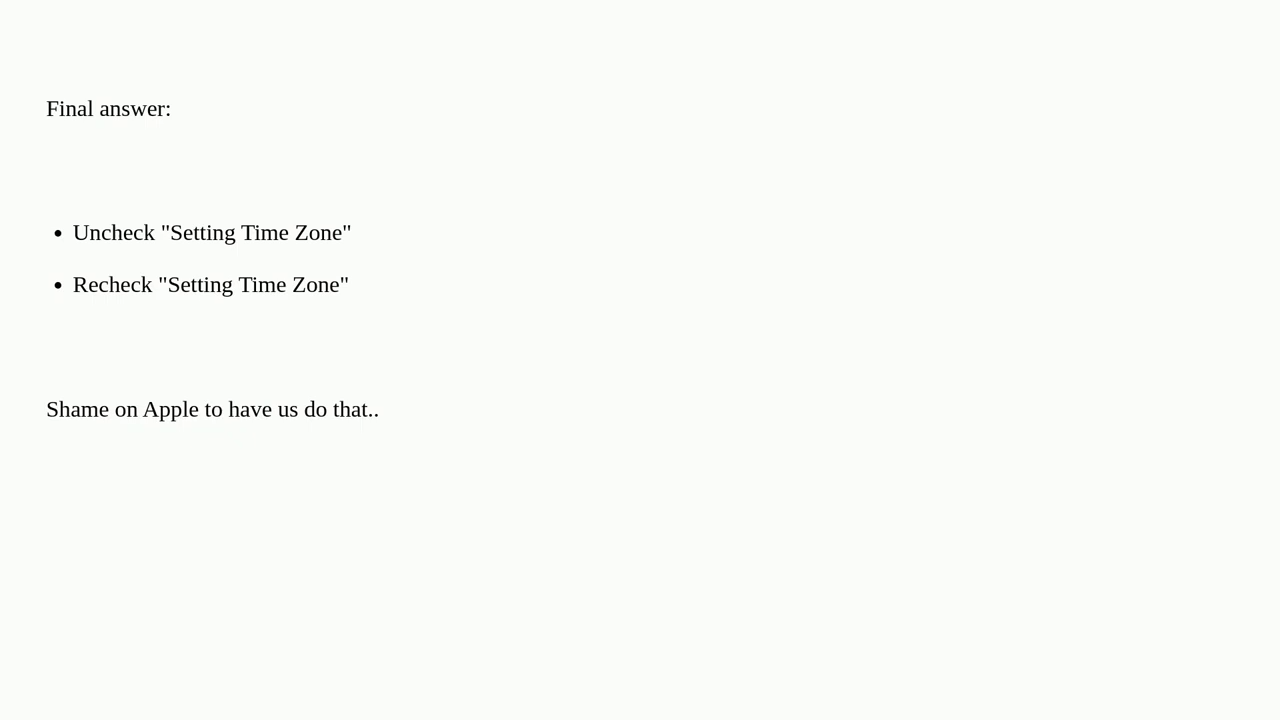 Final answer:
• Uncheck "Setting Time Zone"
• Recheck "Setting Time Zone"
Shame on Apple to have us do that..